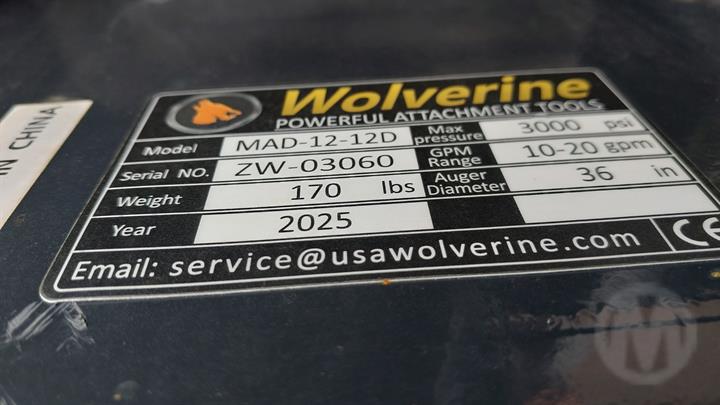 IN CHINA
Wolverine
POWERFUL ATTACHMENT TOOLS
Model MAD-12-12D Max pressure 3000 psi
Serial NO. ZW-03060 GPM Range 10-20 gpm
Weight 170 lbs Auger Diameter 36 in
Year 2025
Email: service@usawolverine.com CE
M